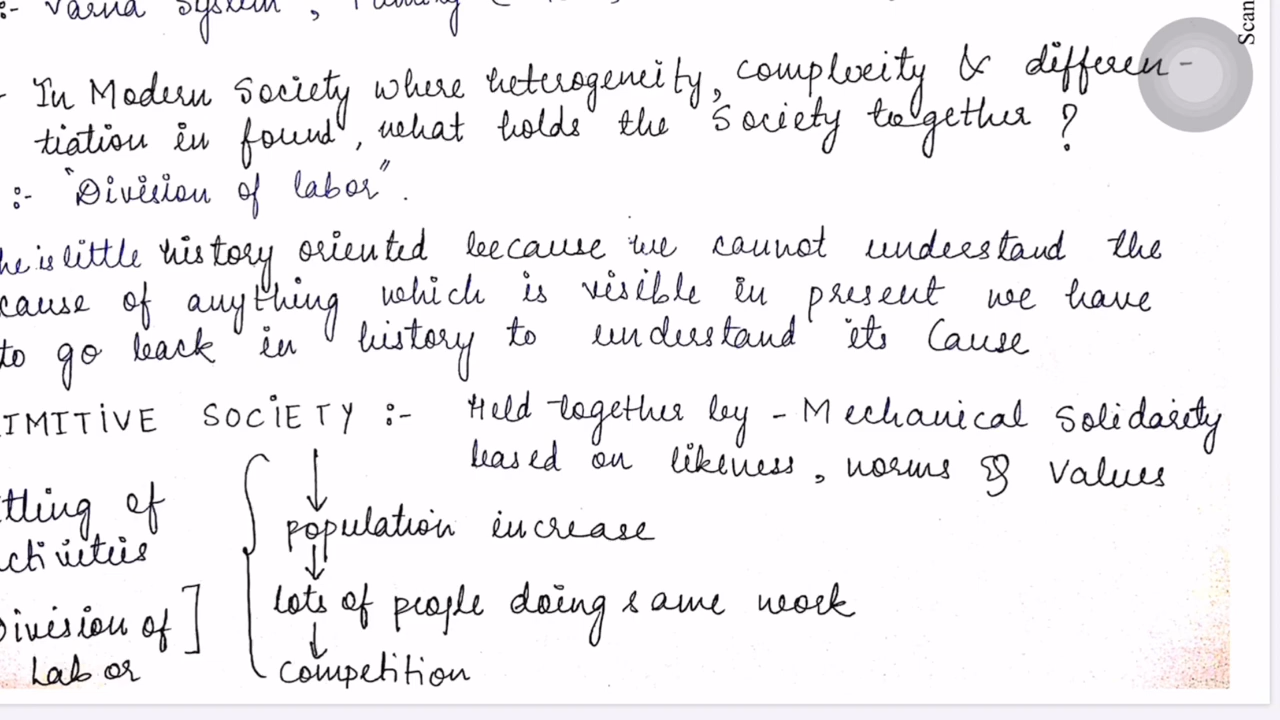 :- Varna System,
In Modern Society where heterogeneity, complexity & differen-
tiation in found, what holds the Society together ?
:- "Division of labor".
he is little history oriented because we cannot understand the
cause of anything which is visible in present we have
to go back in history to understand its Cause
IMITIVE SOCIETY :- Held together by - Mechanical Solidarity
based on likeness, norms & values
ttling of
ctivities
population increase
lots of people doing same work
ivision of ]
Labor
competition
Scan